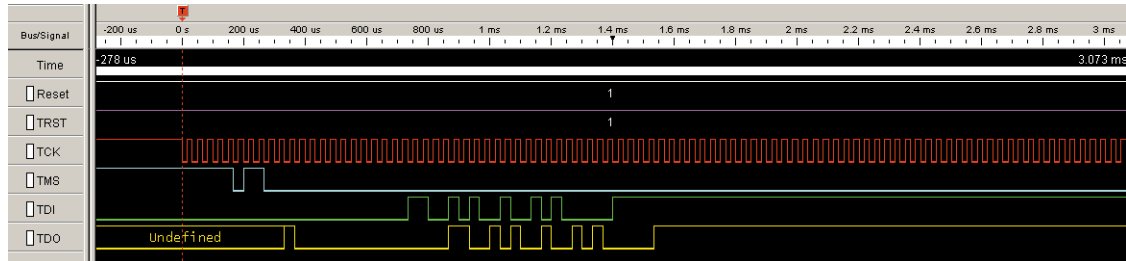 T
Bus/Signal -200 us 0 s 200 us 400 us 600 us 800 us 1 ms 1.2 ms 1.4 ms 1.6 ms 1.8 ms 2 ms 2.2 ms 2.4 ms 2.6 ms 2.8 ms 3 ms
Time -278 us 3.073 ms
Reset 1
TRST 1
TCK
TMS
TDI
TDO Undefined